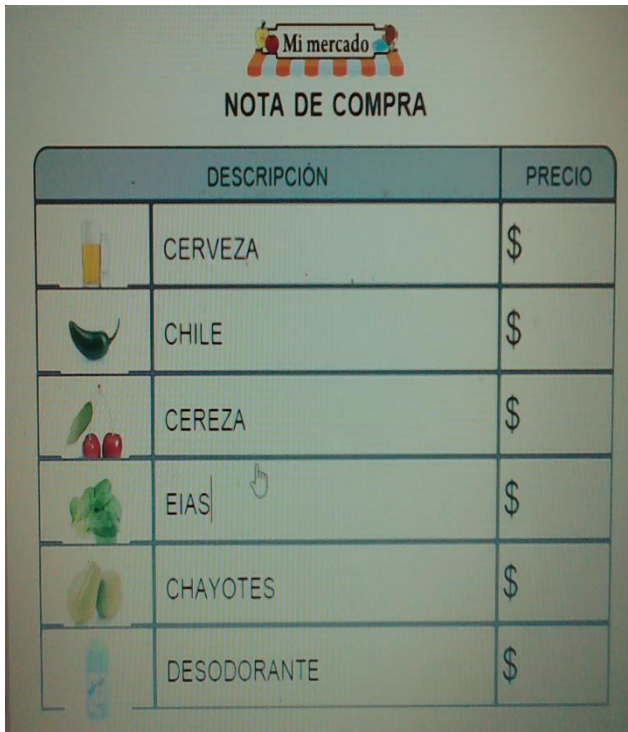 Mi mercado
NOTA DE COMPRA
DESCRIPCIÓN PRECIO
CERVEZA $
CHILE $
CEREZA $
EIAS $
CHAYOTES $
DESODORANTE $